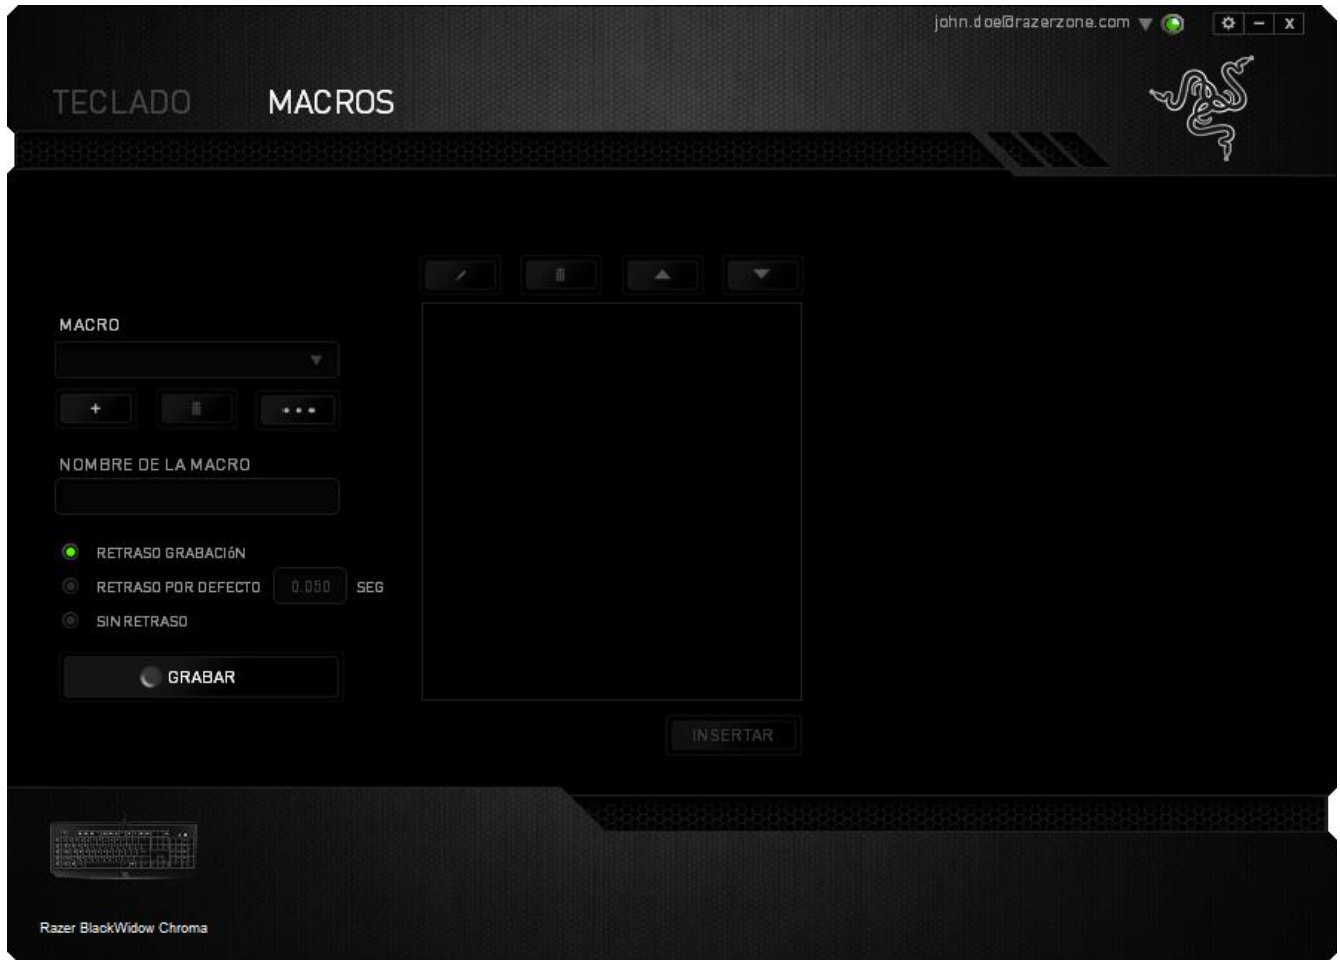 john.doe@razerzone.com
TECLADO MACROS
MACRO
NOMBRE DE LA MACRO
RETRASO GRABACIóN
RETRASO POR DEFECTO 0.050 SEG
SIN RETRASO
GRABAR
INSERTAR
Razer BlackWidow Chroma